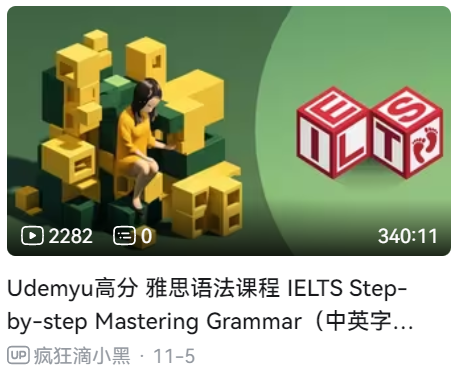 IELTS
2282 0 340:11
Udemyu高分 雅思语法课程 IELTS Step-
by-step Mastering Grammar（中英字…
UP 疯狂滴小黑 · 11-5